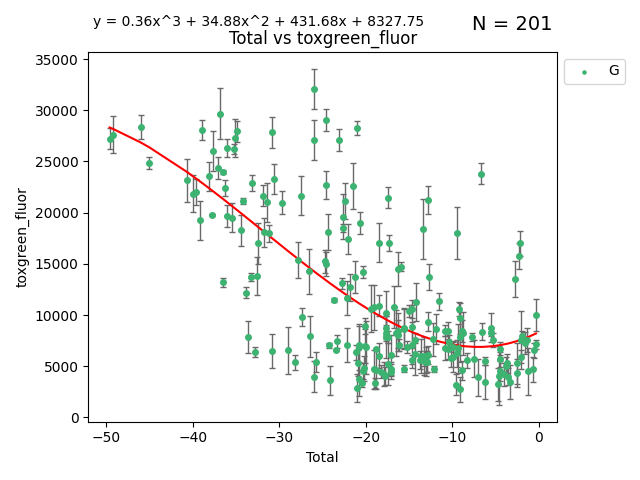 y = 0.36x^3 + 34.88x^2 + 431.68x + 8327.75
N = 201
Total vs toxgreen_fluor
G
35000
30000
25000
20000
15000
10000
5000
0
toxgreen_fluor
−50
−40
−30
−20
−10
0
Total